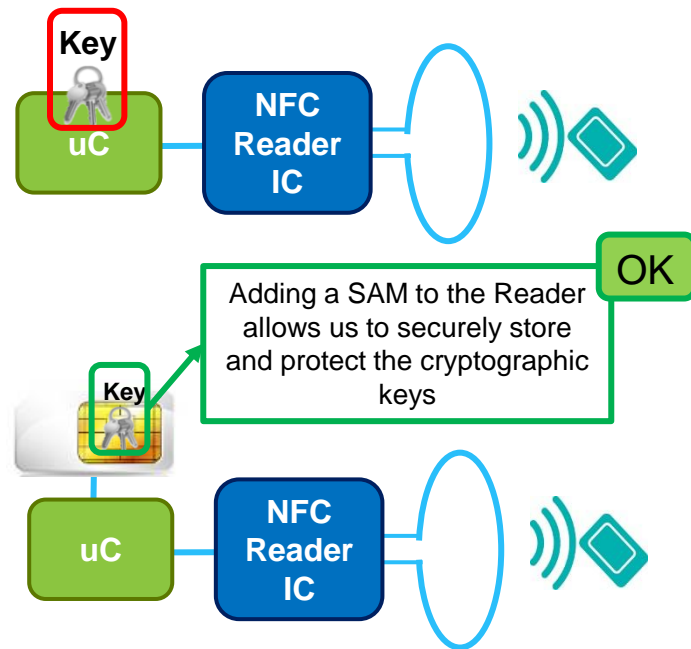 Key
uC
NFC
Reader
IC
OK
Adding a SAM to the Reader
allows us to securely store
and protect the cryptographic
keys
Key
uC
NFC
Reader
IC